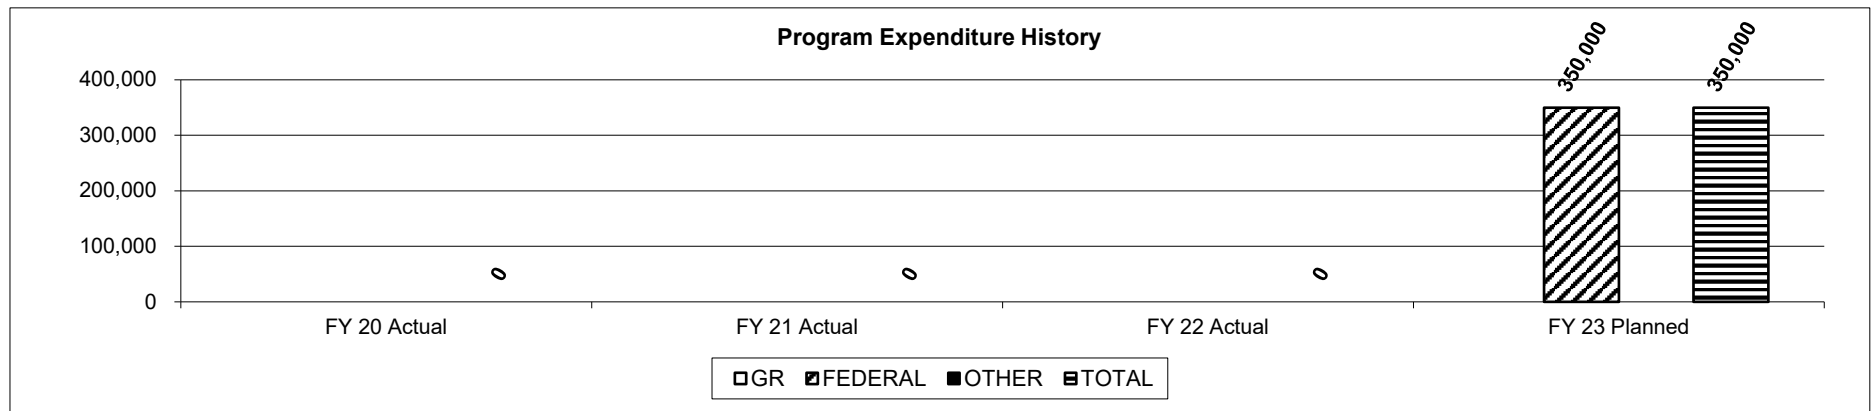 Program Expenditure History
350,000 350,000
400,000
300,000
200,000
100,000
0 0 0
0
FY 20 Actual FY 21 Actual FY 22 Actual FY 23 Planned
GR FEDERAL OTHER TOTAL